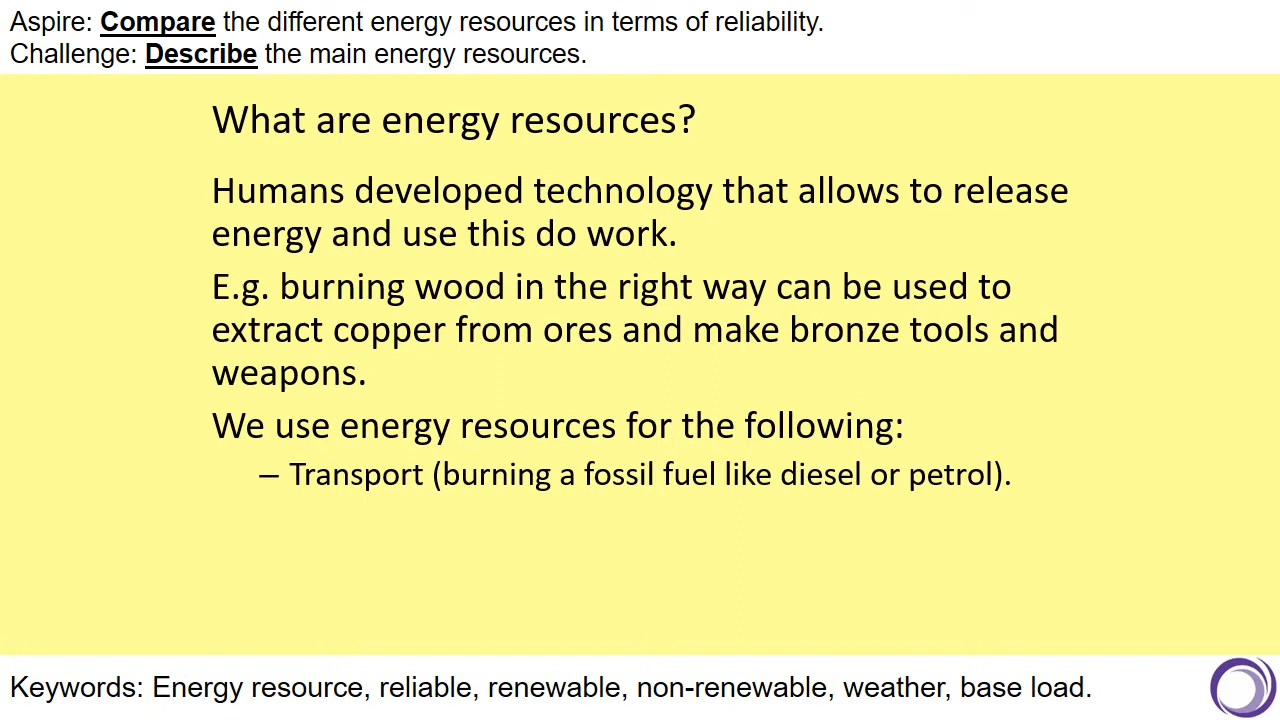 Aspire: Compare the different energy resources in terms of reliability.
Challenge: Describe the main energy resources.
What are energy resources?
Humans developed technology that allows to release
energy and use this do work.
E.g. burning wood in the right way can be used to
extract copper from ores and make bronze tools and
weapons.
We use energy resources for the following:
– Transport (burning a fossil fuel like diesel or petrol).
Keywords: Energy resource, reliable, renewable, non-renewable, weather, base load.